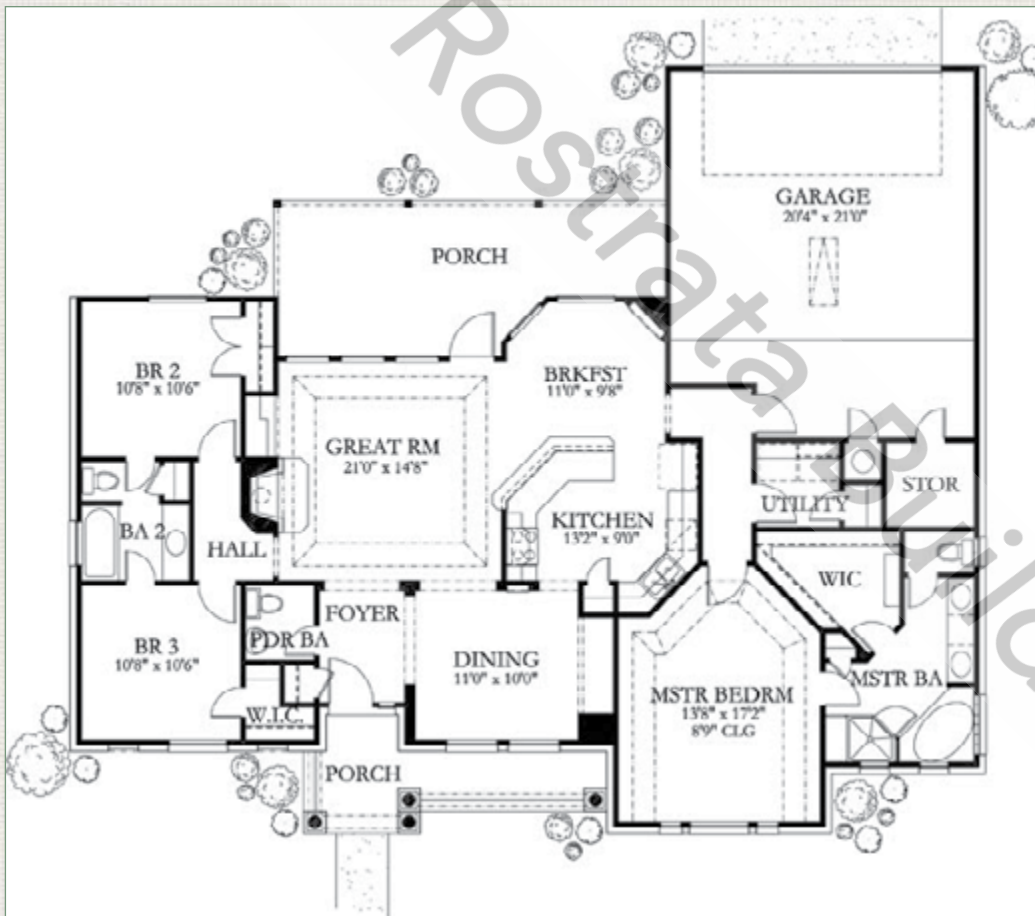 Rostrata Build
GARAGE
20'4" x 21'0"
PORCH
BR 2
10'8" x 10'6"
BRKFST
11'0" x 9'8"
GREAT RM
21'0" x 14'8"
UTILITY
STOR
BA 2
HALL
KITCHEN
13'2" x 9'0"
WIC
FOYER
PDR BA
BR 3
10'8" x 10'6"
DINING
11'0" x 10'0"
MSTR BA
MSTR BEDRM
13'8" x 17'2"
8'9" CLG
W.I.C.
PORCH